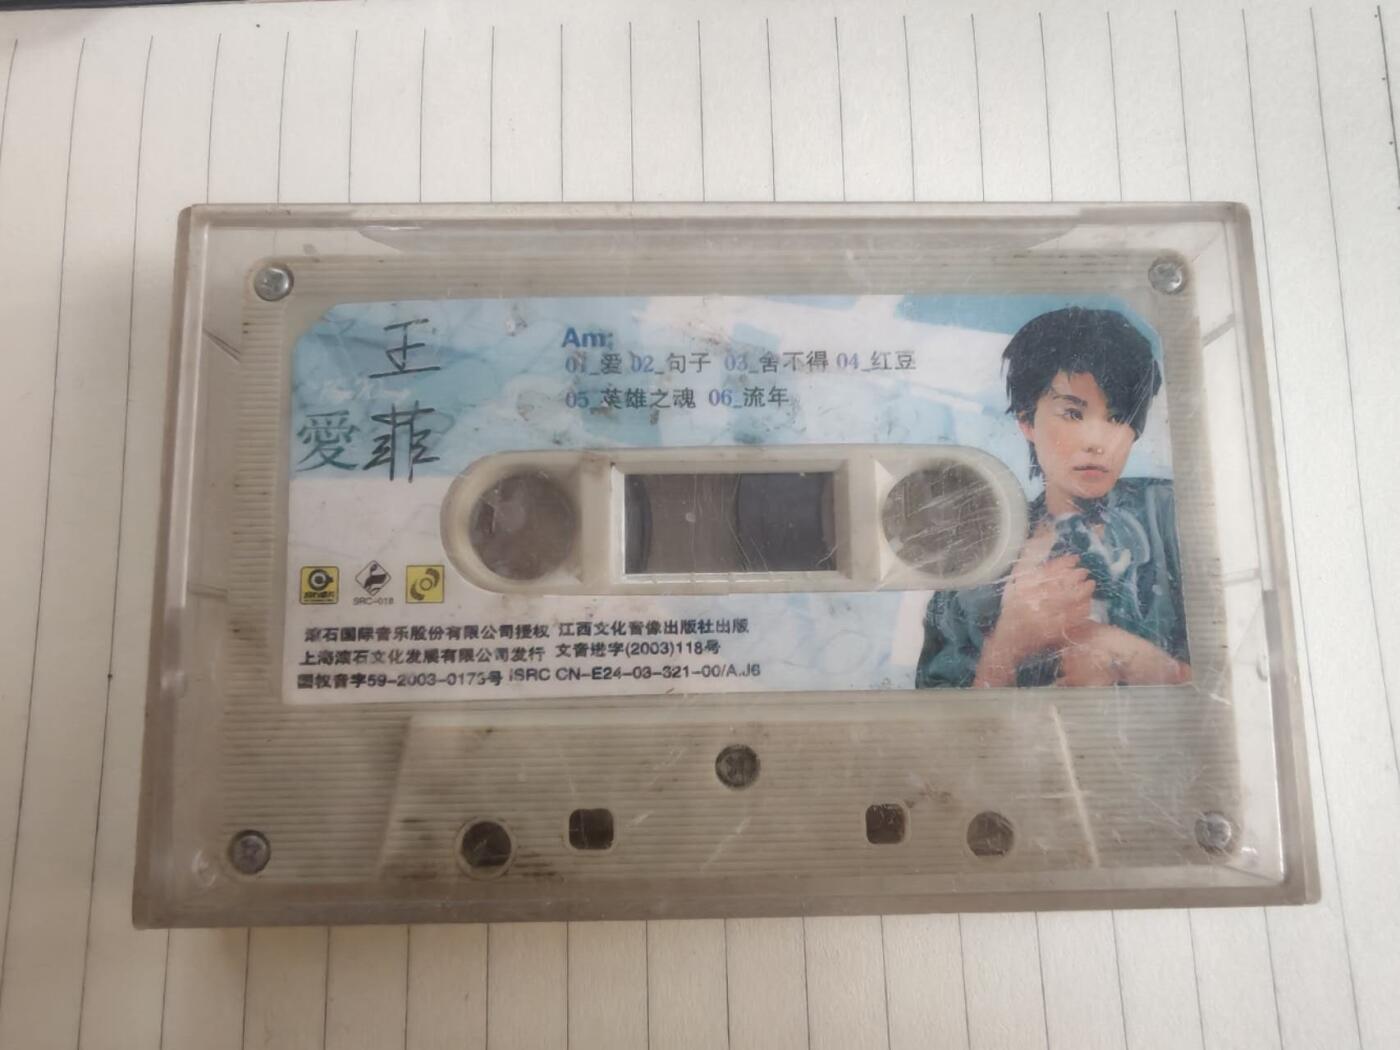 王菲
愛
Am:
01_爱 02_句子 03_舍不得 04_红豆
05_英雄之魂 06_流年
SRC-018
滚石国际音乐股份有限公司授权 江西文化音像出版社出版
上海滚石文化发展有限公司发行 文音进字(2003)118号
国权音字59-2003-0173号 ISRC CN-E24-03-321-00/A.J6